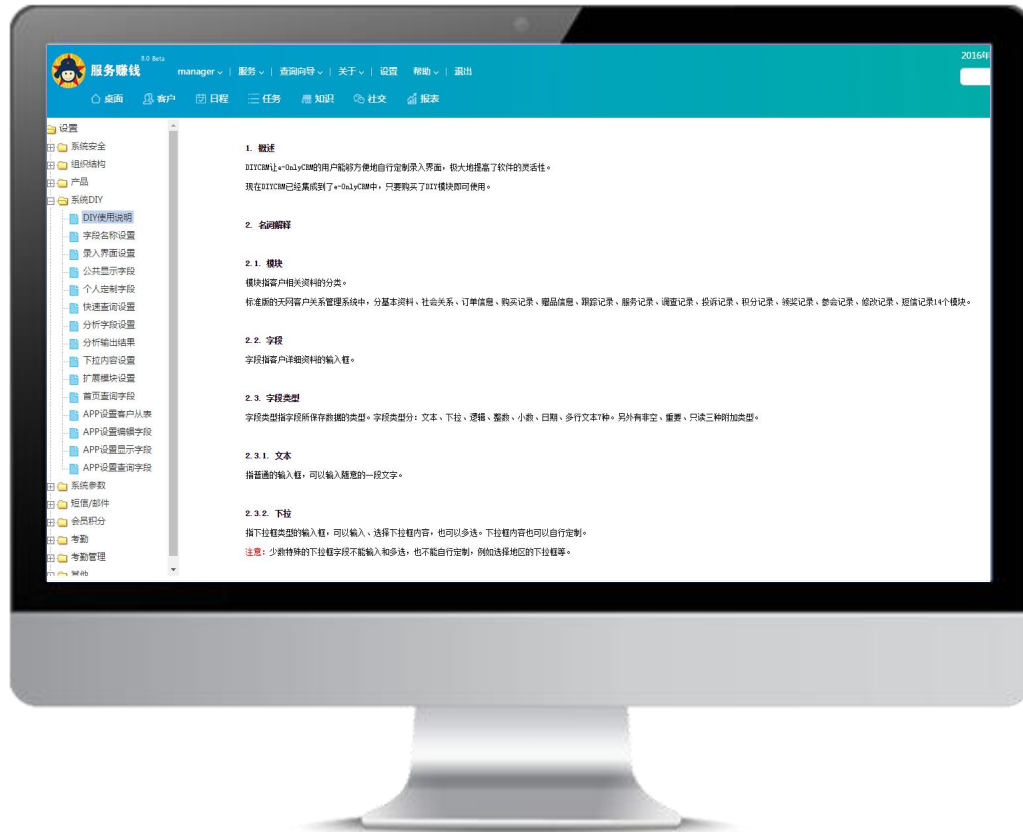 8.0 Beta
服务赚钱
manager
服务
查询向导
关于
设置
帮助
退出
2016年
桌面
客户
日程
任务
知识
社交
报表
设置
系统安全
组织结构
产品
系统DIY
DIY使用说明
字段名称设置
录入界面设置
公共显示字段
个人定制字段
快速查询设置
分析字段设置
分析输出结果
下拉内容设置
扩展模块设置
首页查询字段
APP设置客户从表
APP设置编辑字段
APP设置显示字段
APP设置查询字段
系统参数
短信/邮件
会员积分
考勤
考勤管理
其他
1. 概述
DIYCRM让e-OnlyCRM的用户能够方便地自行定制录入界面，极大地提高了软件的灵活性。
现在DIYCRM已经集成到了e-OnlyCRM中，只要购买了DIY模块即可使用。
2. 名词解释
2.1. 模块
模块指客户相关资料的分类。
标准版的天网客户关系管理系统中，分基本资料、社会关系、订单信息、购买记录、赠品信息、跟踪记录、服务记录、调查记录、投诉记录、积分记录、领奖记录、参会记录、修改记录、短信记录14个模块。
2.2. 字段
字段指客户详细资料的输入框。
2.3. 字段类型
字段类型指字段所保存数据的类型。字段类型分：文本、下拉、逻辑、整数、小数、日期、多行文本7种。另外有非空、重要、只读三种附加类型。
2.3.1. 文本
指普通的输入框，可以输入随意的一段文字。
2.3.2. 下拉
指下拉框类型的输入框，可以输入、选择下拉框内容，也可以多选。下拉框内容也可以自行定制。
注意：少数特殊的下拉框字段不能输入和多选，也不能自行定制，例如选择地区的下拉框等。